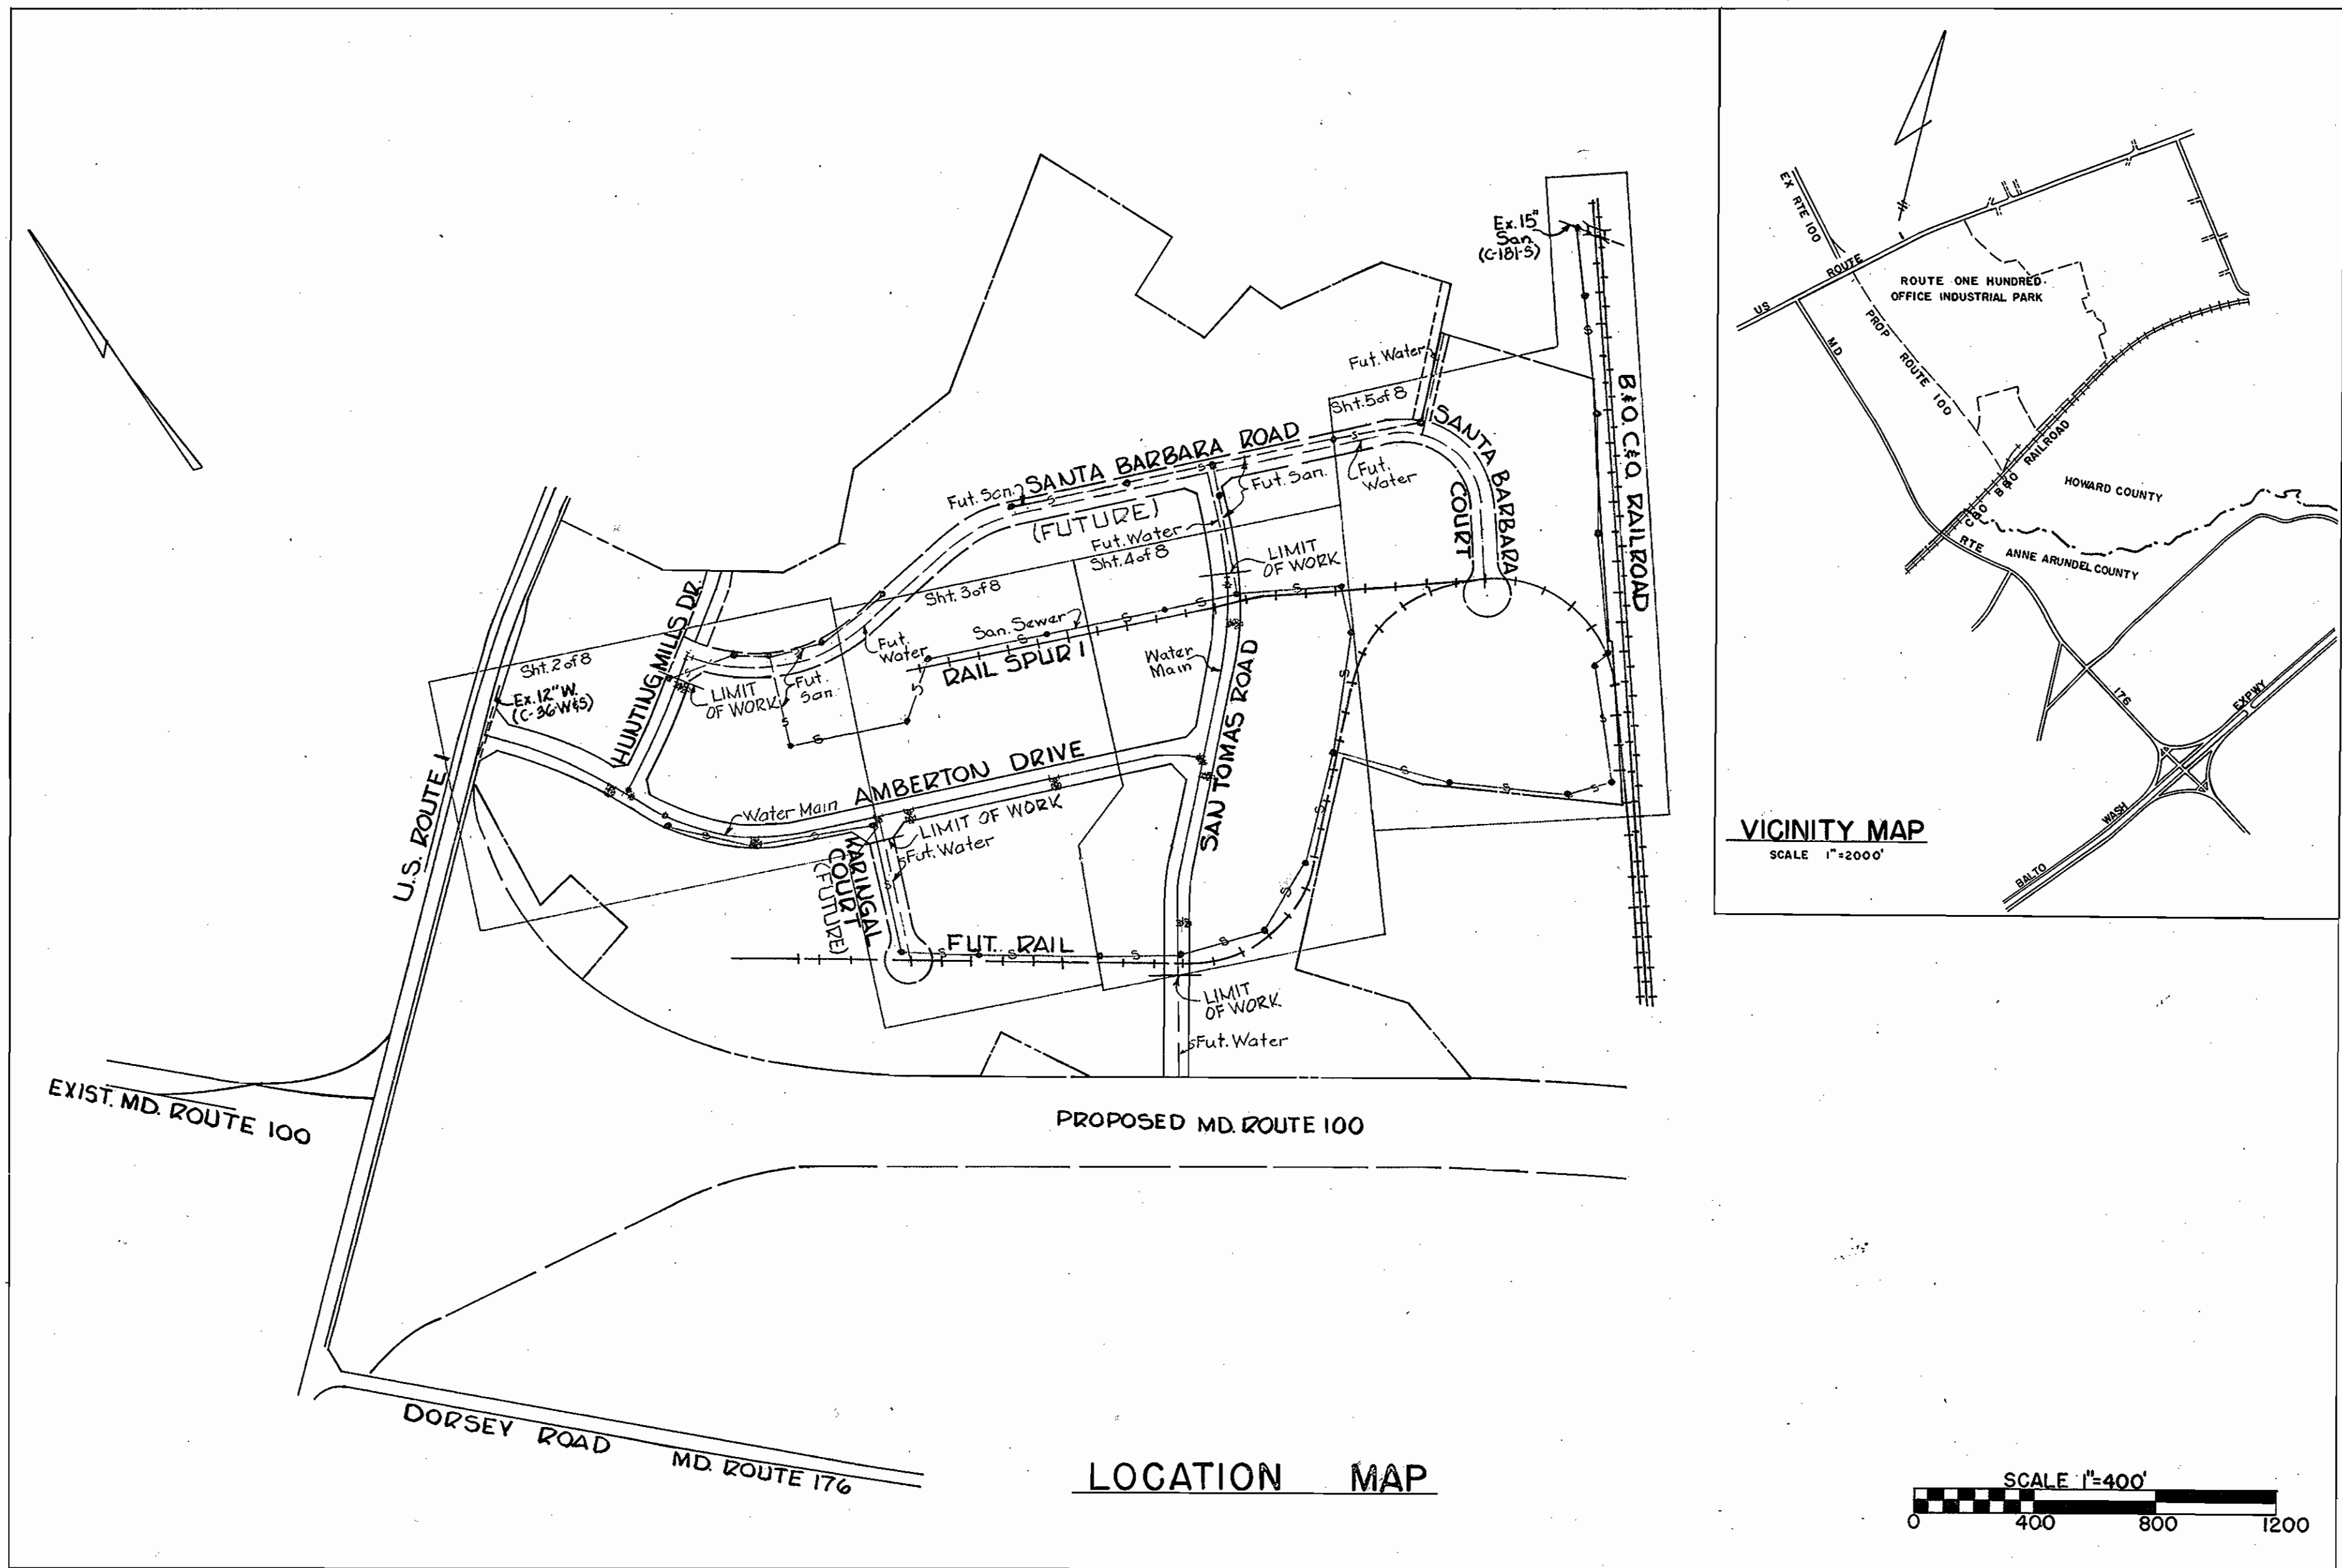 Ex. 15"
San.
(C-181-S)
B.&O. C.&O. RAILROAD
Fut. Water
Sht. 5 of 8
SANTA BARBARA
COURT
SANTA BARBARA ROAD
(FUTURE)
Fut. San.
Fut. San.
Fut.
Water
Fut. Water
Sht. 4 of 8
LIMIT
OF WORK
Sht. 3 of 8
San. Sewer
RAIL SPUR 1
Fut.
Water
Water
Main
SAN TOMAS ROAD
HUNTING MILLS DR.
Sht. 2 of 8
Ex. 12" W.
(C-36-W&S)
LIMIT
OF WORK
Fut.
San.
U.S. ROUTE 1
AMBERTON DRIVE
Water Main
LIMIT OF WORK
Fut. Water
KARINGAL
COURT
(FUTURE)
FUT. RAIL
LIMIT
OF WORK
Fut. Water
EXIST. MD. ROUTE 100
PROPOSED MD. ROUTE 100
DORSEY ROAD MD. ROUTE 176
LOCATION MAP
SCALE 1"=400'
0 400 800 1200
EX RTE 100
US ROUTE
ROUTE ONE HUNDRED
OFFICE INDUSTRIAL PARK
PROP ROUTE 100
MD
C&O B&O RAILROAD
HOWARD COUNTY
RTE
ANNE ARUNDEL COUNTY
176
BALTO WASH EXPWY
VICINITY MAP
SCALE 1"=2000'